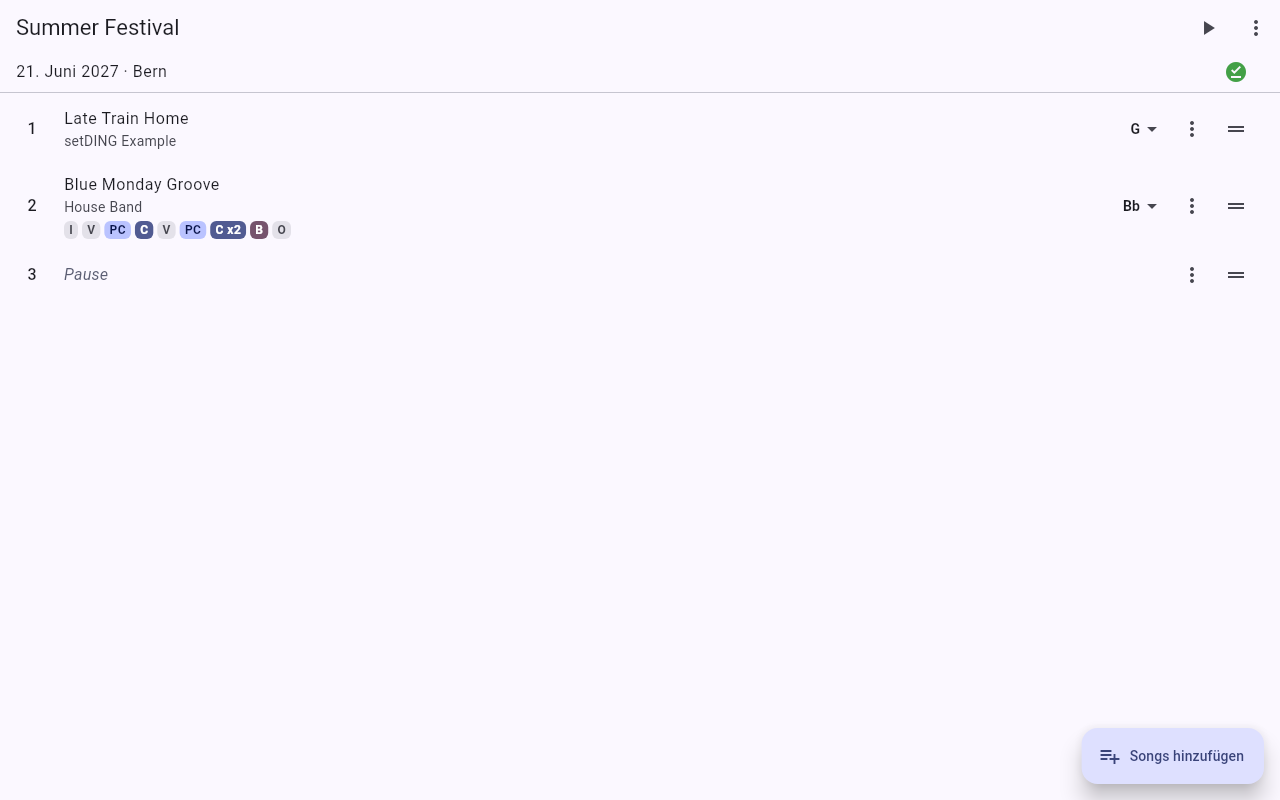 Summer Festival
21. Juni 2027 · Bern
1
Late Train Home
setDING Example
G
2
Blue Monday Groove
House Band
I V PC C V PC C x2 B O
Bb
3
Pause
Songs hinzufügen